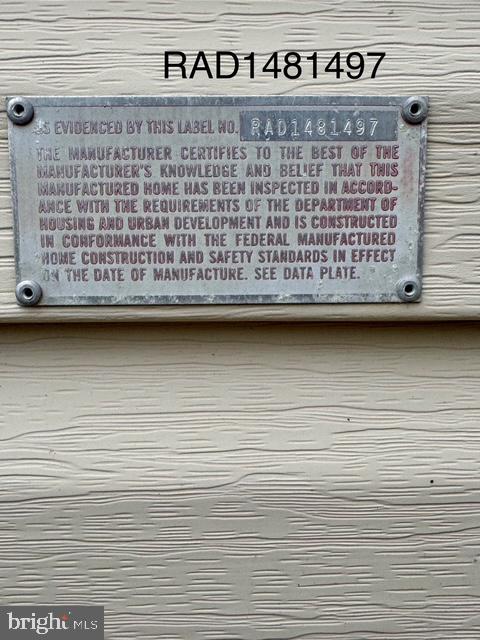 RAD1481497
AS EVIDENCED BY THIS LABEL NO. RAD1481497
THE MANUFACTURER CERTIFIES TO THE BEST OF THE
MANUFACTURER'S KNOWLEDGE AND BELIEF THAT THIS
MANUFACTURED HOME HAS BEEN INSPECTED IN ACCORD-
ANCE WITH THE REQUIREMENTS OF THE DEPARTMENT OF
HOUSING AND URBAN DEVELOPMENT AND IS CONSTRUCTED
IN CONFORMANCE WITH THE FEDERAL MANUFACTURED
HOME CONSTRUCTION AND SAFETY STANDARDS IN EFFECT
ON THE DATE OF MANUFACTURE. SEE DATA PLATE.
bright MLS